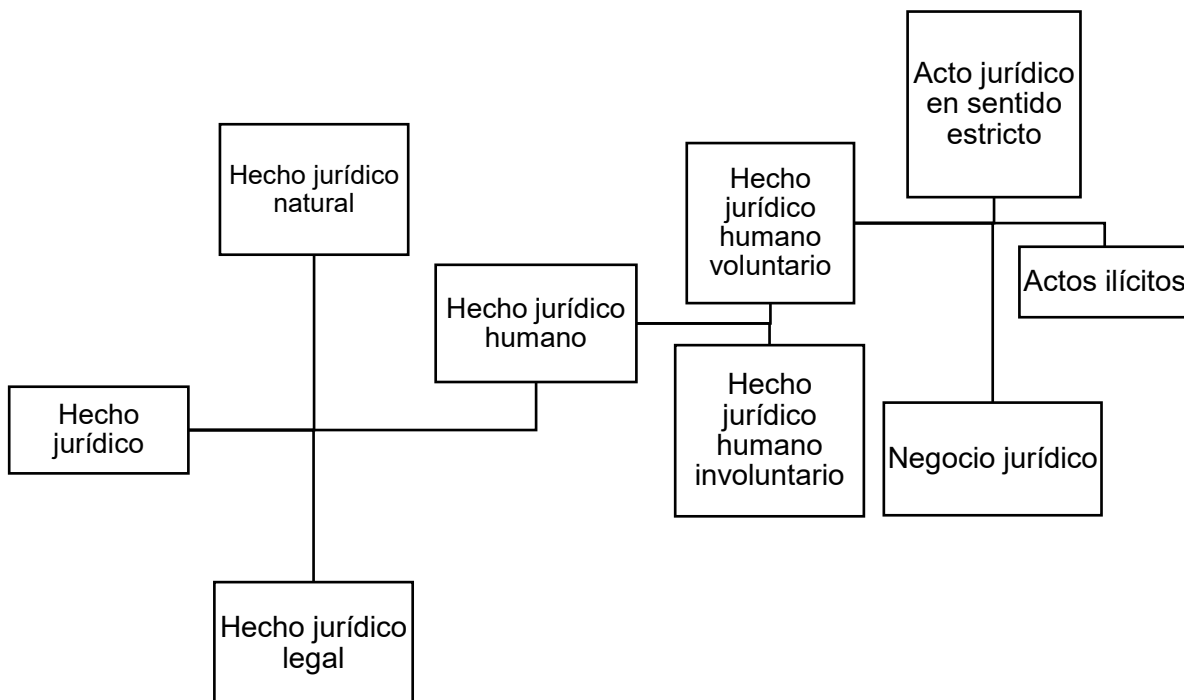 Hecho
jurídico
Hecho jurídico
natural
Hecho jurídico
legal
Hecho jurídico
humano
Hecho
jurídico
humano
voluntario
Hecho
jurídico
humano
involuntario
Acto jurídico
en sentido
estricto
Actos ilícitos
Negocio jurídico